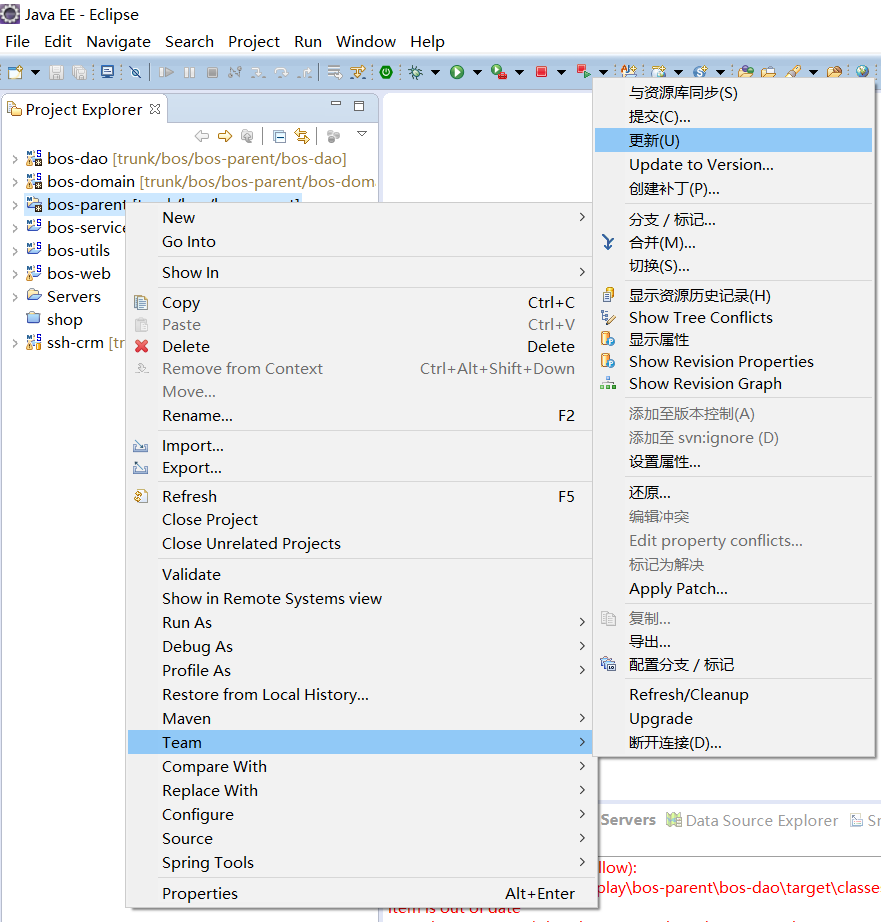 Java EE - Eclipse
File Edit Navigate Search Project Run Window Help
Project Explorer
bos-dao [trunk/bos/bos-parent/bos-dao]
bos-domain [trunk/bos/bos-parent/bos-dom
bos-parent
bos-service
bos-utils
bos-web
Servers
shop
ssh-crm [tr
New
Go Into
Show In
Copy Ctrl+C
Paste Ctrl+V
Delete Delete
Remove from Context Ctrl+Alt+Shift+Down
Move...
Rename... F2
Import...
Export...
Refresh F5
Close Project
Close Unrelated Projects
Validate
Show in Remote Systems view
Run As
Debug As
Profile As
Restore from Local History...
Maven
Team
Compare With
Replace With
Configure
Source
Spring Tools
Properties Alt+Enter
与资源库同步(S)
提交(C)...
更新(U)
Update to Version...
创建补丁(P)...
分支 / 标记...
合并(M)...
切换(S)...
显示资源历史记录(H)
Show Tree Conflicts
显示属性
Show Revision Properties
Show Revision Graph
添加至版本控制(A)
添加至 svn:ignore (D)
设置属性...
还原...
编辑冲突
Edit property conflicts...
标记为解决
Apply Patch...
复制...
导出...
配置分支 / 标记
Refresh/Cleanup
Upgrade
断开连接(D)...
Servers Data Source Explorer Sn
llow):
play\bos-parent\bos-dao\target\classe
item is out of date